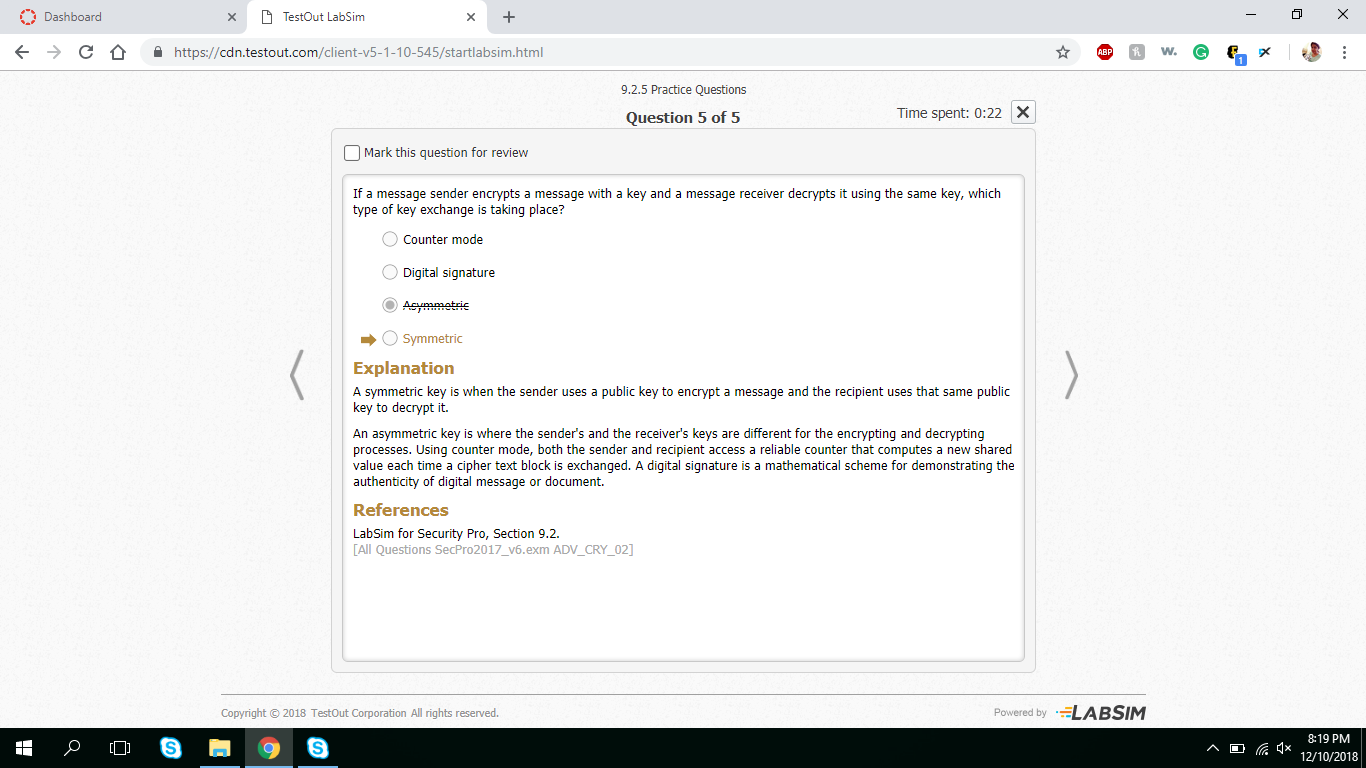 Dashboard
TestOut LabSim
https://cdn.testout.com/client-v5-1-10-545/startlabsim.html
ABP
w.
1
9.2.5 Practice Questions
Question 5 of 5
Time spent: 0:22
Mark this question for review
If a message sender encrypts a message with a key and a message receiver decrypts it using the same key, which
type of key exchange is taking place?
Counter mode
Digital signature
Asymmetric
Symmetric
Explanation
A symmetric key is when the sender uses a public key to encrypt a message and the recipient uses that same public
key to decrypt it.
An asymmetric key is where the sender's and the receiver's keys are different for the encrypting and decrypting
processes. Using counter mode, both the sender and recipient access a reliable counter that computes a new shared
value each time a cipher text block is exchanged. A digital signature is a mathematical scheme for demonstrating the
authenticity of digital message or document.
References
LabSim for Security Pro, Section 9.2.
[All Questions SecPro2017_v6.exm ADV_CRY_02]
Copyright © 2018 TestOut Corporation All rights reserved.
Powered by LABSIM
8:19 PM
12/10/2018